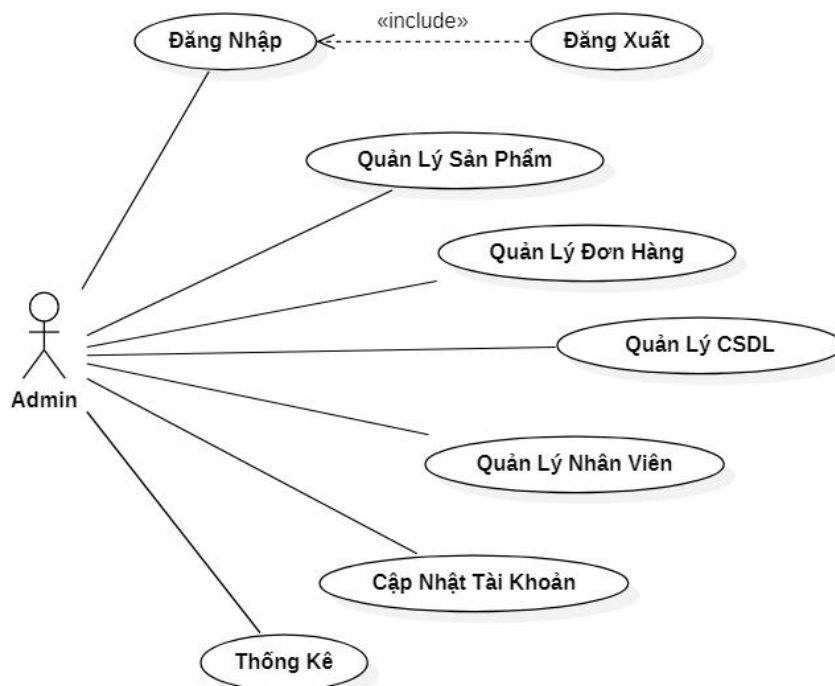 «include»
Đăng Nhập
Đăng Xuất
Quản Lý Sản Phẩm
Quản Lý Đơn Hàng
Quản Lý CSDL
Admin
Quản Lý Nhân Viên
Cập Nhật Tài Khoản
Thống Kê